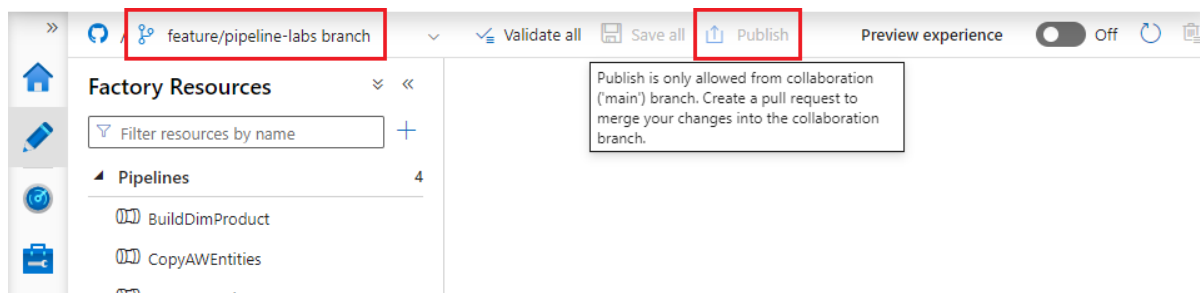 / feature/pipeline-labs branch Validate all Save all Publish Preview experience Off
Factory Resources
Filter resources by name
Pipelines 4
BuildDimProduct
CopyAWEntities
Publish is only allowed from collaboration
('main') branch. Create a pull request to
merge your changes into the collaboration
branch.